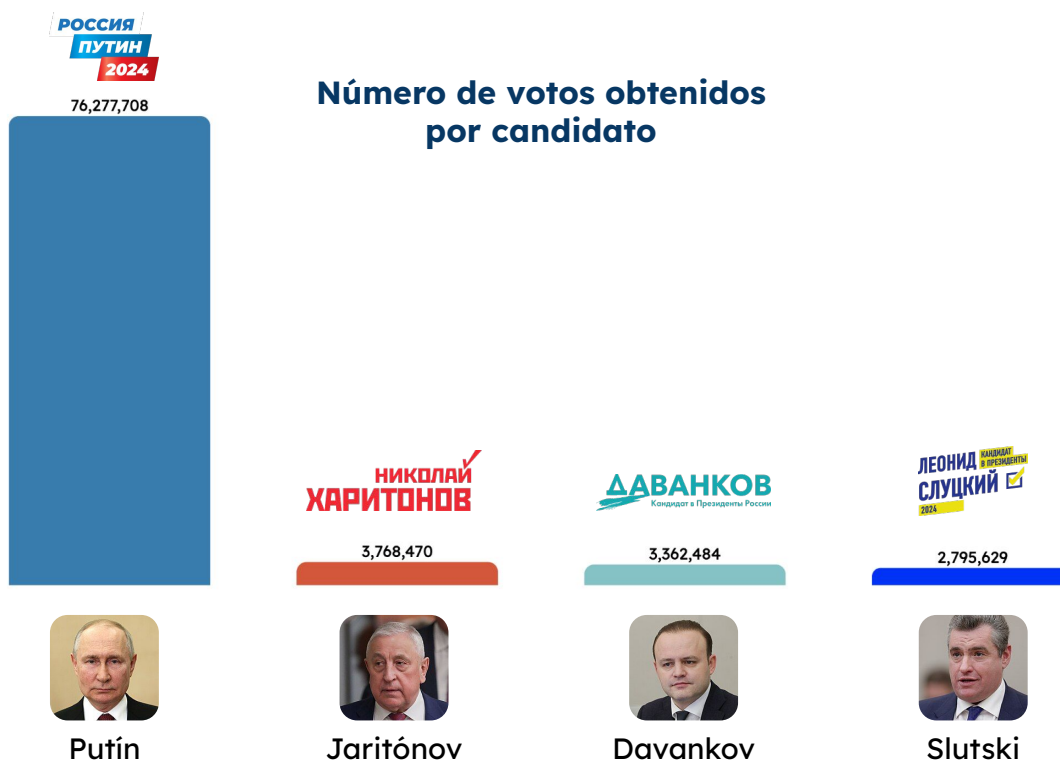 РОССИЯ
ПУТИН
2024
76,277,708
Número de votos obtenidos
por candidato
НИКОЛАЙ
ХАРИТОНОВ
3,768,470
ДАВАНКОВ
Кандидат в Президенты России
3,362,484
ЛЕОНИД КАНДИДАТ
В ПРЕЗИДЕНТЫ
СЛУЦКИЙ
2024
2,795,629
Putín
Jaritónov
Davankov
Slutski